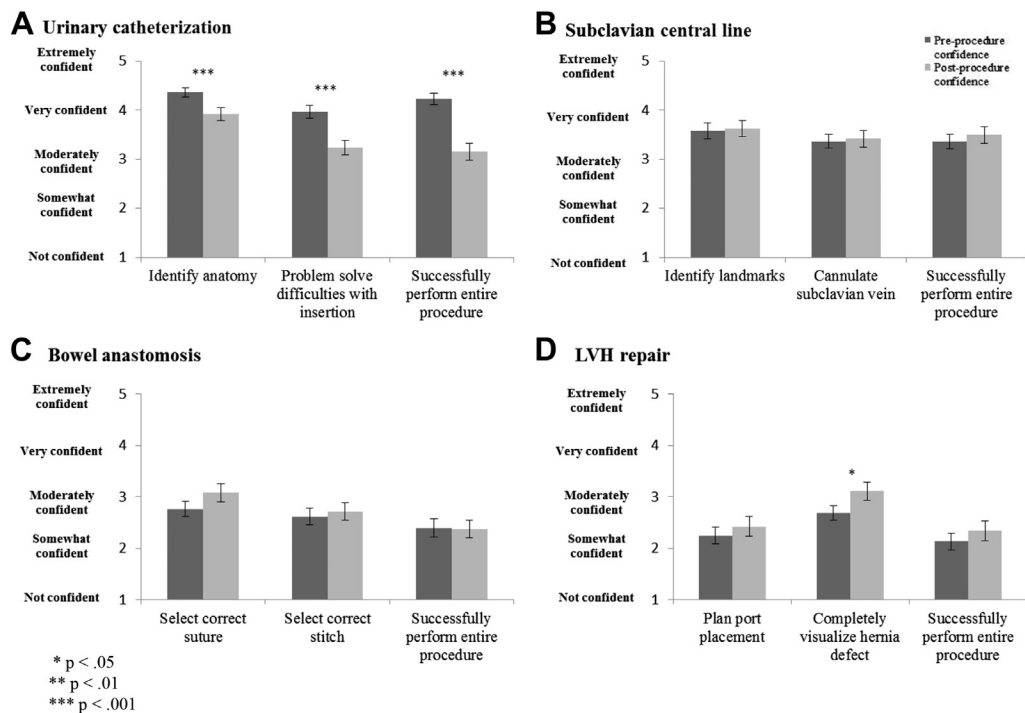 A Urinary catheterization
Extremely
confident
Very confident
Moderately
confident
Somewhat
confident
Not confident
5
4
3
2
1
***
***
***
Identify anatomy
Problem solve
difficulties with
insertion
Successfully
perform entire
procedure
B Subclavian central line
Pre-procedure
confidence
Post-procedure
confidence
Extremely
confident
Very confident
Moderately
confident
Somewhat
confident
Not confident
5
4
3
2
1
Identify landmarks
Cannulate
subclavian vein
Successfully
perform entire
procedure
C Bowel anastomosis
Extremely
confident
Very confident
Moderately
confident
Somewhat
confident
Not confident
5
4
3
2
1
Select correct
suture
Select correct
stitch
Successfully
perform entire
procedure
D LVH repair
Extremely
confident
Very confident
Moderately
confident
Somewhat
confident
Not confident
5
4
3
2
1
*
Plan port
placement
Completely
visualize hernia
defect
Successfully
perform entire
procedure
* p < .05
** p < .01
*** p < .001